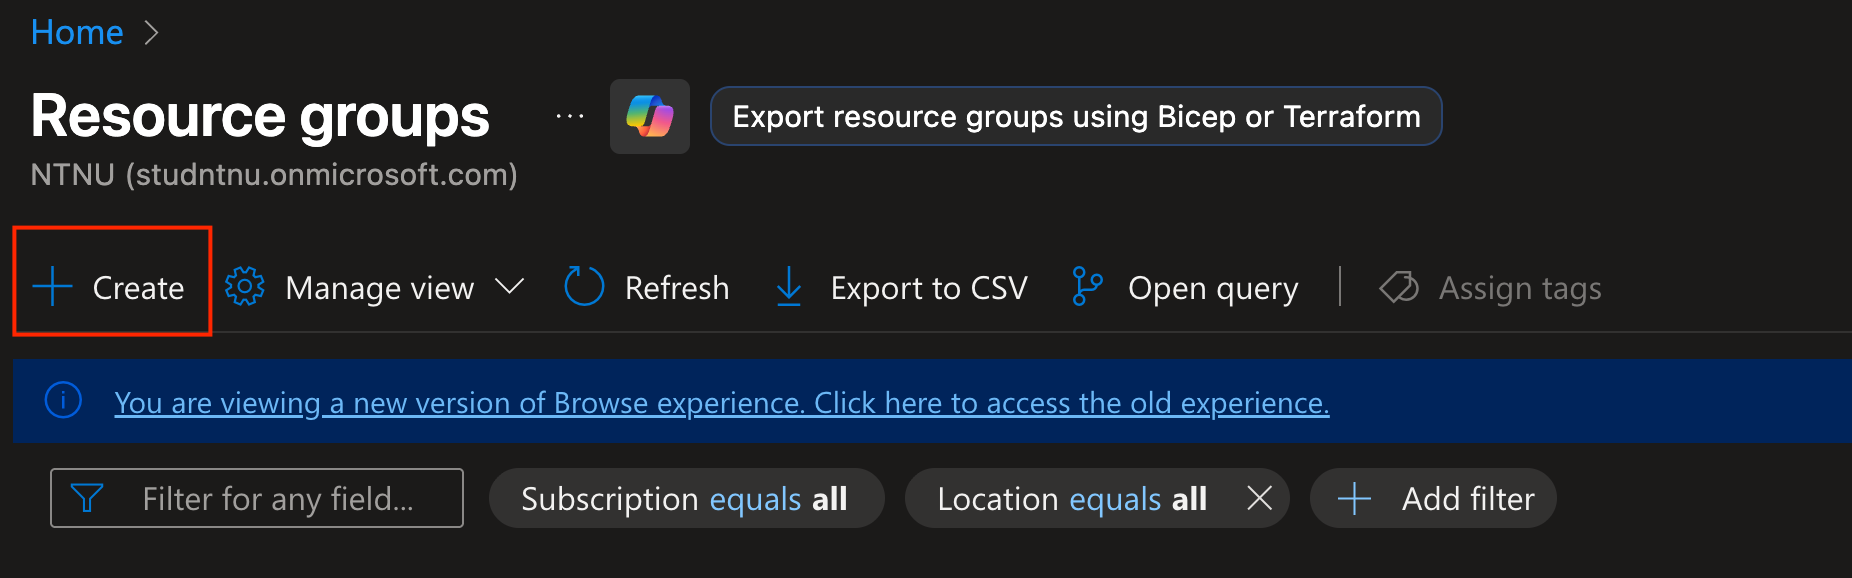 Home
Resource groups ... Export resource groups using Bicep or Terraform
NTNU (studntnu.onmicrosoft.com)
Create Manage view Refresh Export to CSV Open query Assign tags
You are viewing a new version of Browse experience. Click here to access the old experience.
Filter for any field... Subscription equals all Location equals all Add filter